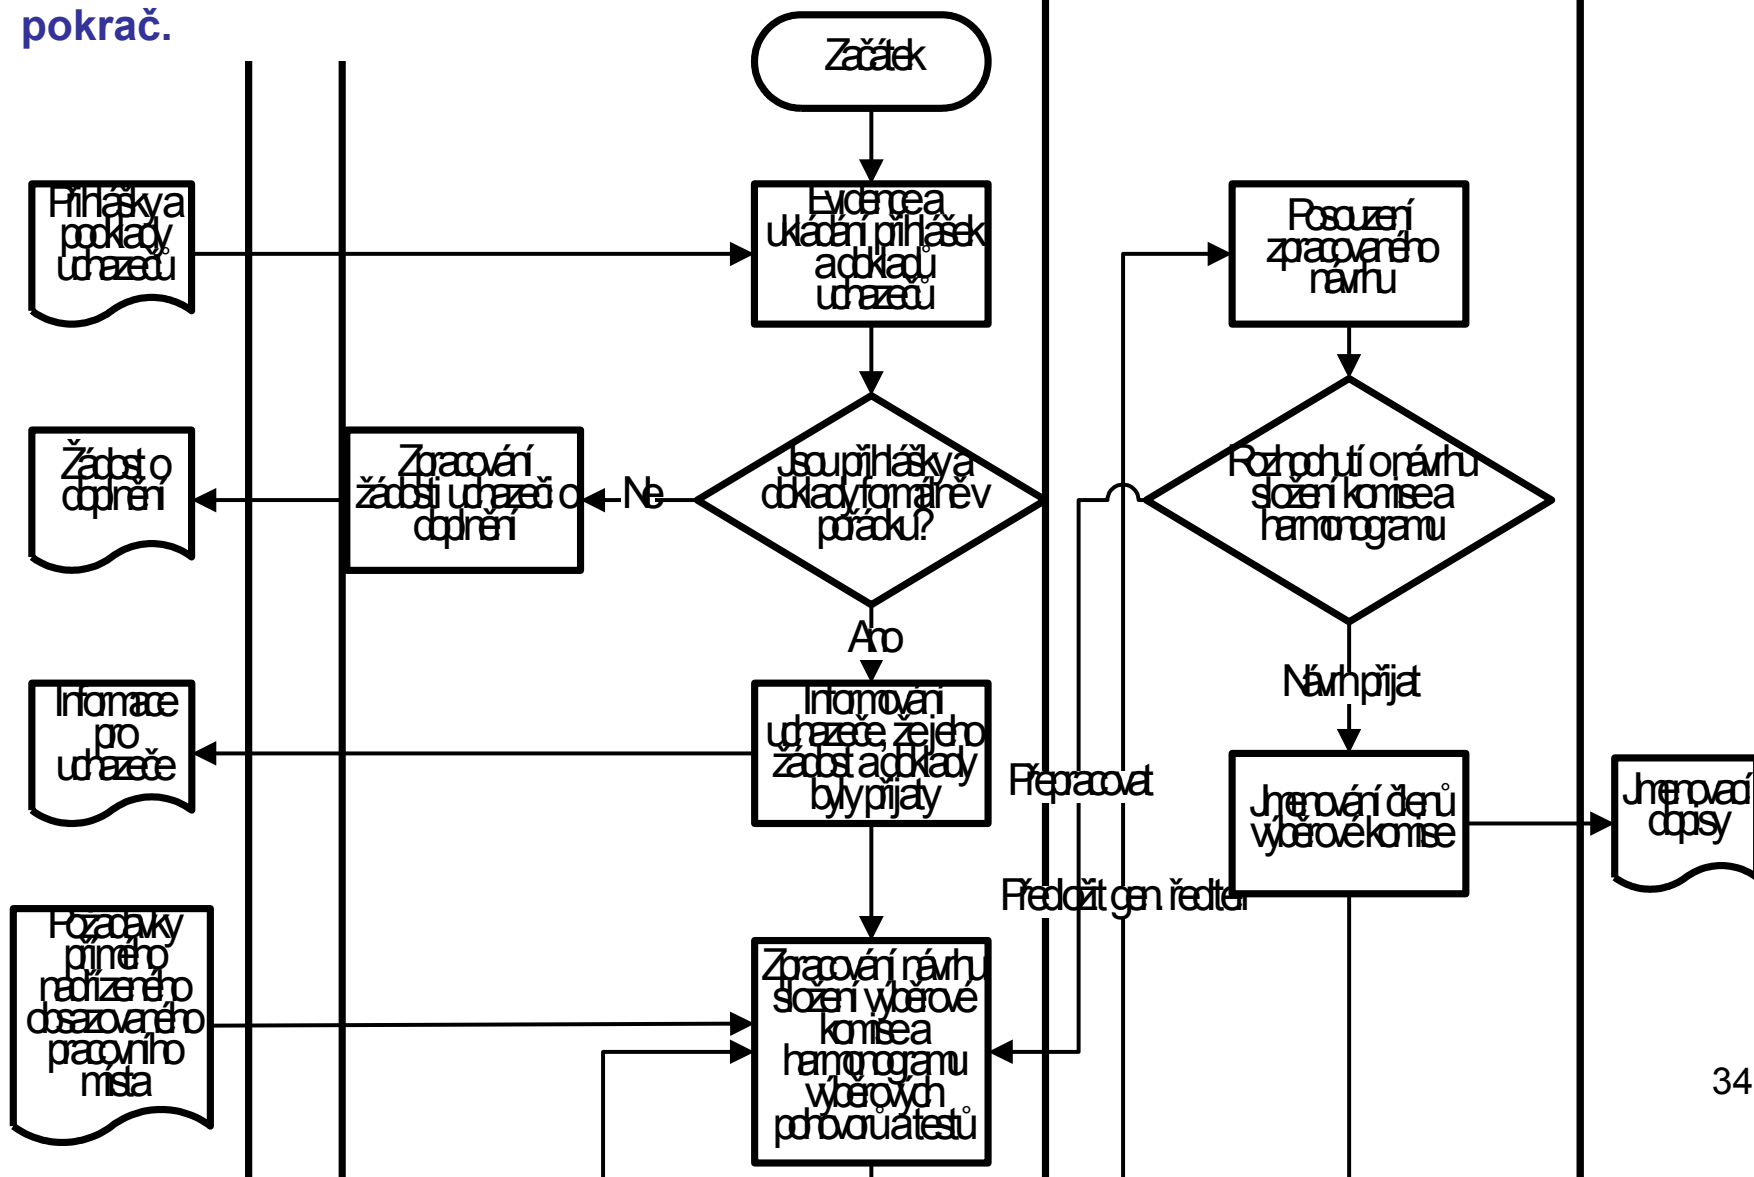 pokrač.
Začátek
Přihlášky a
podklady
uchazečů
Evidence a
ukládání přihlášek
a dokladů
uchazečů
Posouzení
zpracovaného
návrhu
Žádost o
doplnění
Zpracování
žádosti uchazeči o
doplnění
Ne
Jsou přihlášky a
doklady formálně v
pořádku?
Rozhodnutí o návrhu
složení komise a
harmonogramu
Ano
Návrh přijat
Informace
pro
uchazeče
Informování
uchazeče, že jeho
žádost a doklady
byly přijaty
Přepracovat
Jmenování členů
výběrové komise
Jmenovací
dopisy
Předložit gen. řediteli
Požadavky
přímého
nadřízeného
obsazovaného
pracovního
místa
Zpracování návrhu
složení výběrové
komise a
harmonogramu
výběrových
pohovorů a testů
34